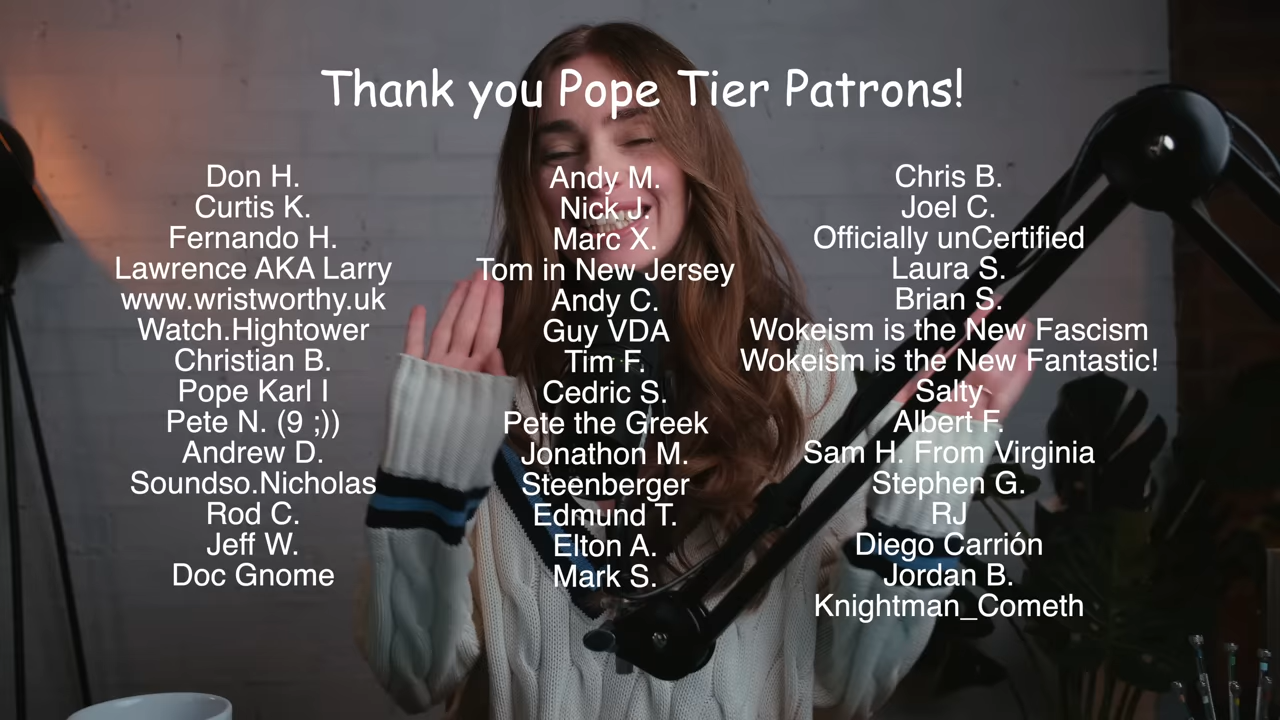 Thank you Pope Tier Patrons!
Don H.
Curtis K.
Fernando H.
Lawrence AKA Larry
www.wristworthy.uk
Watch.Hightower
Christian B.
Pope Karl I
Pete N. (9 ;))
Andrew D.
Soundso.Nicholas
Rod C.
Jeff W.
Doc Gnome
Andy M.
Nick J.
Marc X.
Tom in New Jersey
Andy C.
Guy VDA
Tim F.
Cedric S.
Pete the Greek
Jonathon M.
Steenberger
Edmund T.
Elton A.
Mark S.
Chris B.
Joel C.
Officially unCertified
Laura S.
Brian S.
Wokeism is the New Fascism
Wokeism is the New Fantastic!
Salty
Albert F.
Sam H. From Virginia
Stephen G.
RJ
Diego Carrión
Jordan B.
Knightman_Cometh